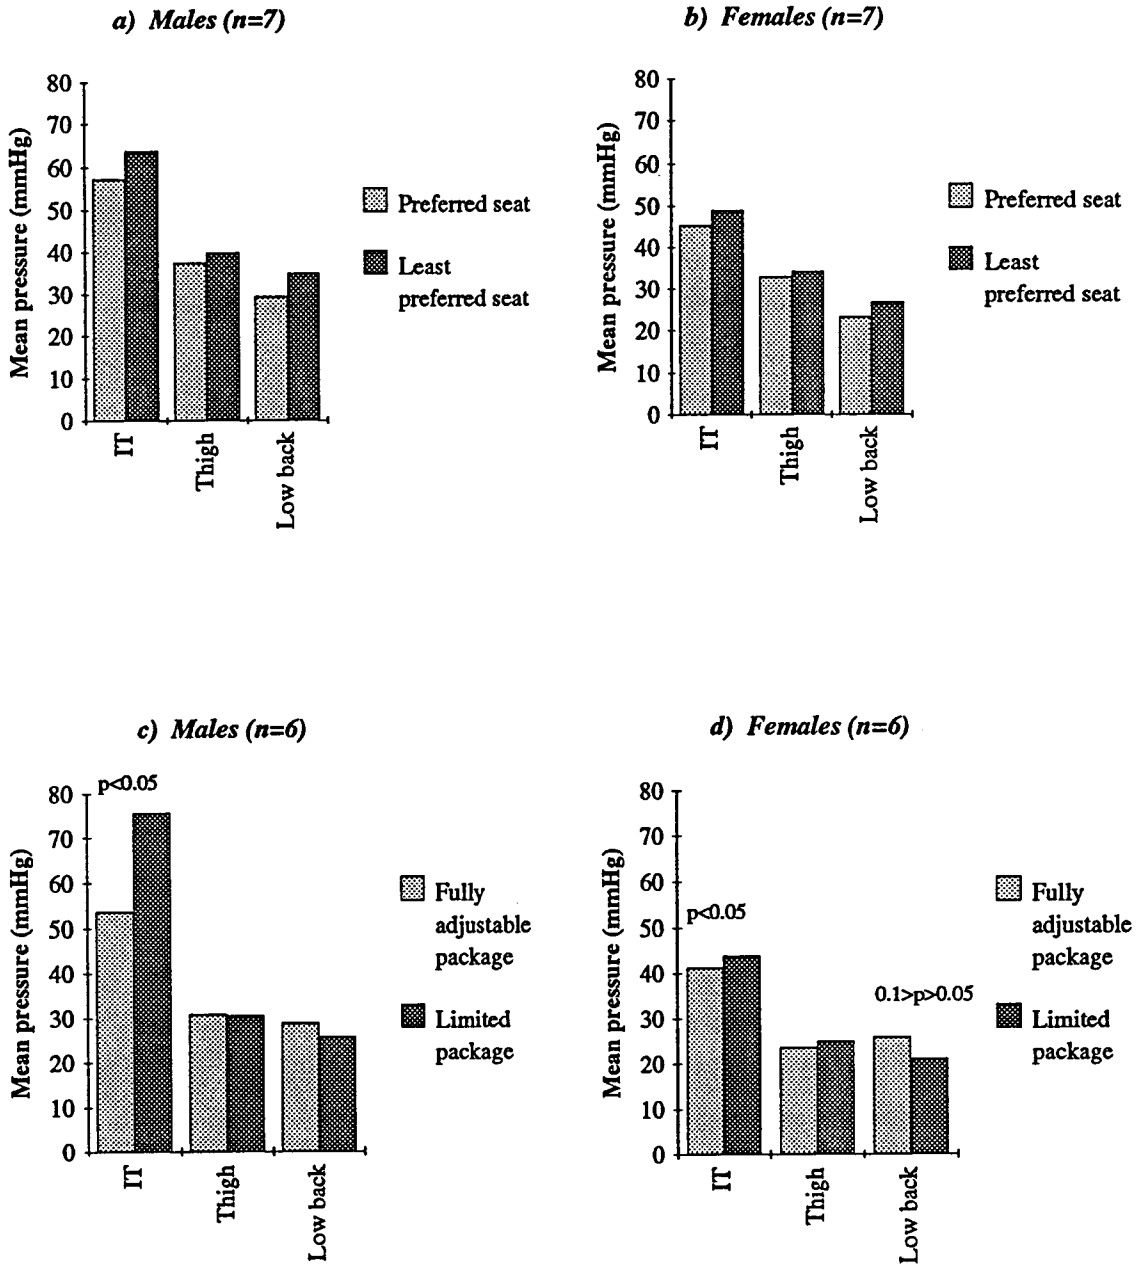 a) Males (n=7)
80
70
60
50
40
30
20
10
0
Mean pressure (mmHg)
IT
Thigh
Low back
Preferred seat
Least
preferred seat
b) Females (n=7)
80
70
60
50
40
30
20
10
0
Mean pressure (mmHg)
IT
Thigh
Low back
Preferred seat
Least
preferred seat
c) Males (n=6)
p<0.05
80
70
60
50
40
30
20
10
0
Mean pressure (mmHg)
IT
Thigh
Low back
Fully
adjustable
package
Limited
package
d) Females (n=6)
80
70
60
50
40
30
20
10
0
Mean pressure (mmHg)
p<0.05
0.1>p>0.05
IT
Thigh
Low back
Fully
adjustable
package
Limited
package